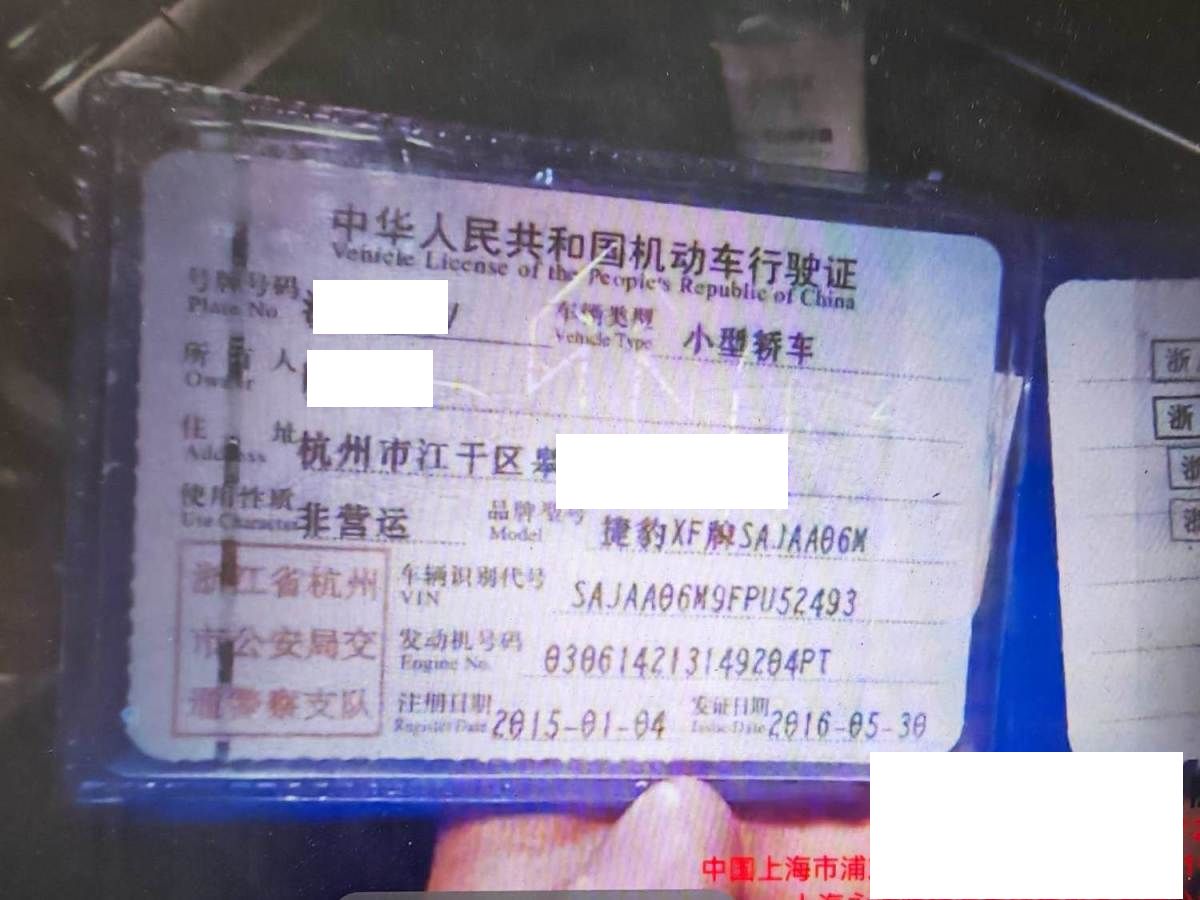 中华人民共和国机动车行驶证
Vehicle License of the People's Republic of China
号牌号码 车辆类型 小型轿车
Plate No. Vehicle Type
所有人
Owner
住址 杭州市江干区
Address
使用性质 非营运 品牌型号 捷豹XF牌SAJAA06M
Use Character Model
浙江省杭州 车辆识别代号 SAJAA06M9FPU52493
VIN
市公安局交 发动机号码 030614213149204PT
Engine No.
通警察支队 注册日期 2015-01-04 发证日期 2016-05-30
Register Date Issue Date
浙
浙
浙
中国上海市浦